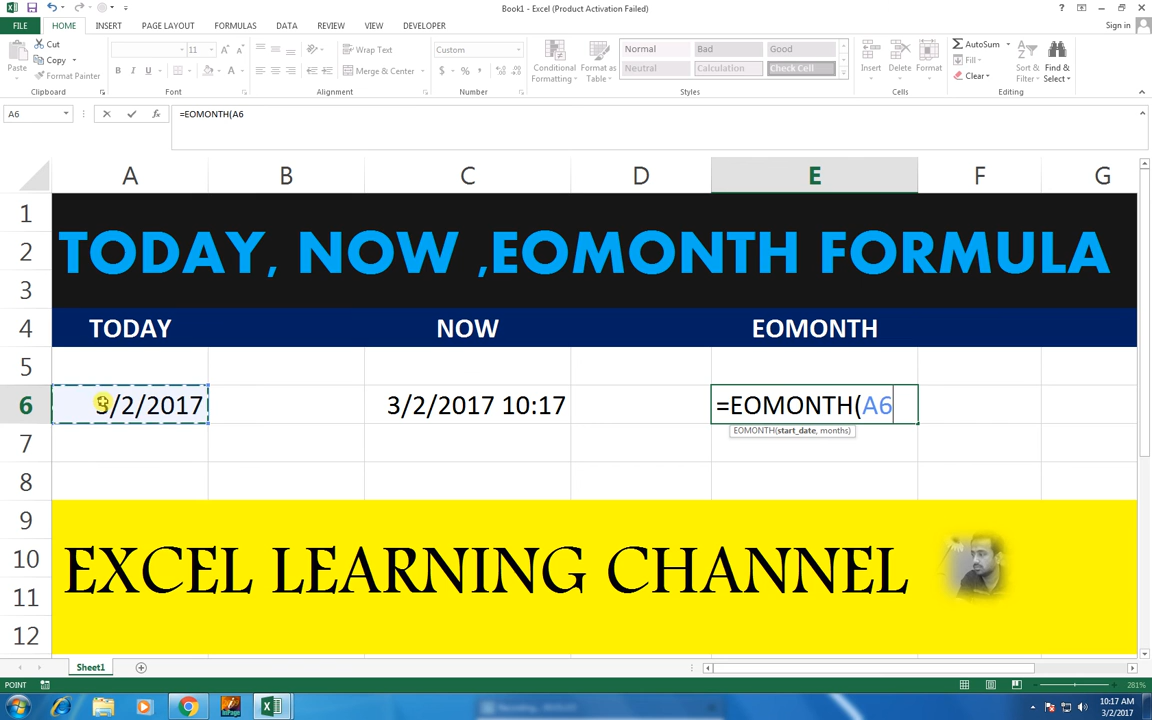 Book1 - Excel (Product Activation Failed)
FILE HOME INSERT PAGE LAYOUT FORMULAS DATA REVIEW VIEW DEVELOPER Sign in
Paste Cut Copy Format Painter Clipboard
11 B I U A A A Font
Wrap Text Merge & Center Alignment
Custom $ % , Number
Conditional Formatting Format as Table
Normal Bad Good
Neutral Calculation Check Cell
Styles
Insert Delete Format Cells
AutoSum Fill Clear Sort & Filter Find & Select Editing
A6 fx =EOMONTH(A6
A B C D E F G
1
2 TODAY, NOW ,EOMONTH FORMULA
3
4 TODAY NOW EOMONTH
5
6 3/2/2017 3/2/2017 10:17 =EOMONTH(A6
EOMONTH(start_date, months)
7
8
9
10 EXCEL LEARNING CHANNEL
11
12
Sheet1
POINT 281%
10:17 AM
3/2/2017